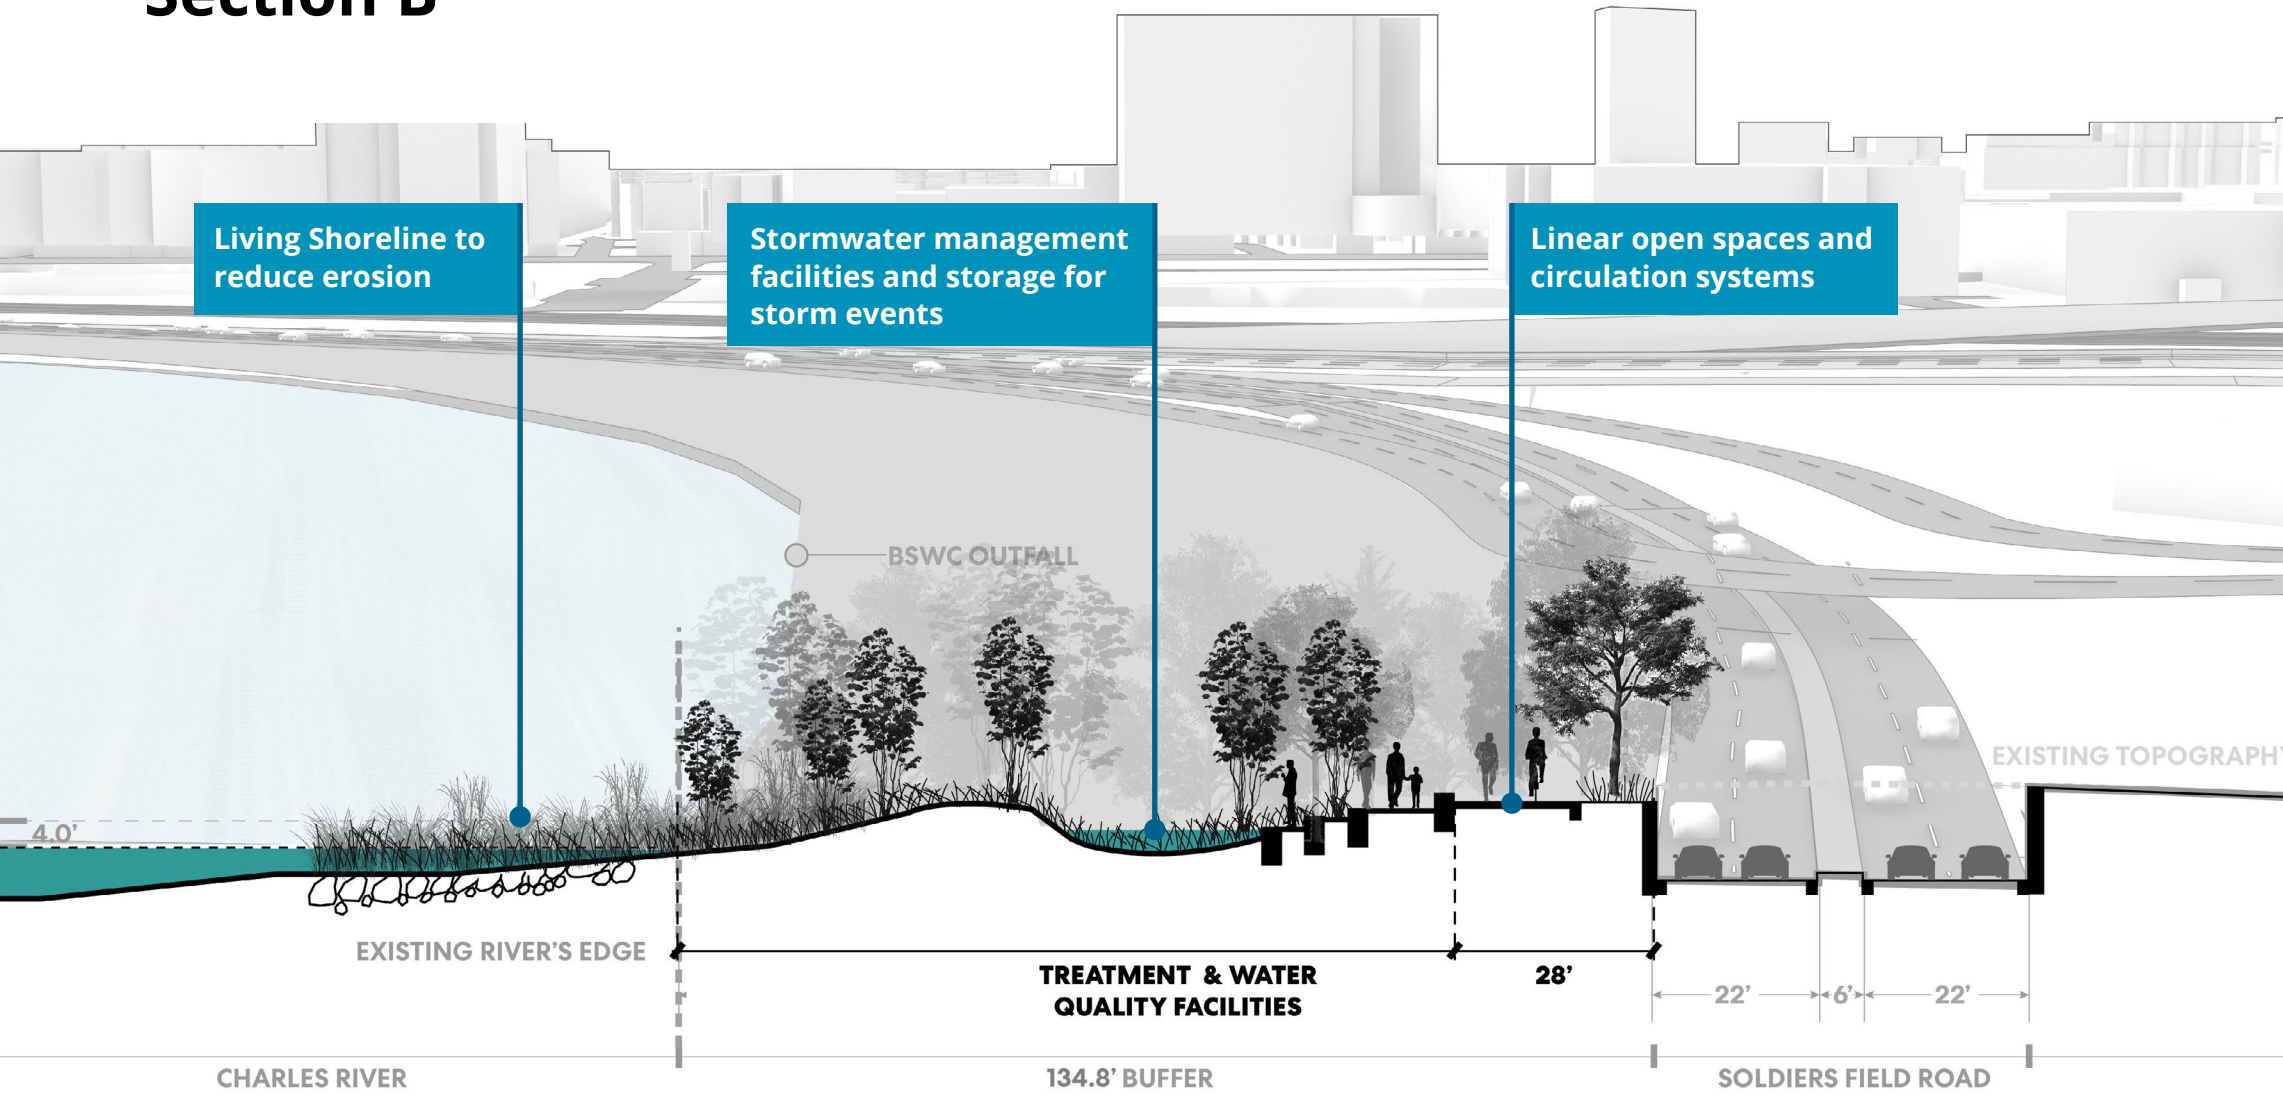 Section B
Living Shoreline to
reduce erosion
Stormwater management
facilities and storage for
storm events
Linear open spaces and
circulation systems
BSWC OUTFALL
EXISTING TOPOGRAPHY
4.0'
EXISTING RIVER'S EDGE
TREATMENT & WATER
QUALITY FACILITIES
28'
22'
6'
22'
CHARLES RIVER
134.8' BUFFER
SOLDIERS FIELD ROAD